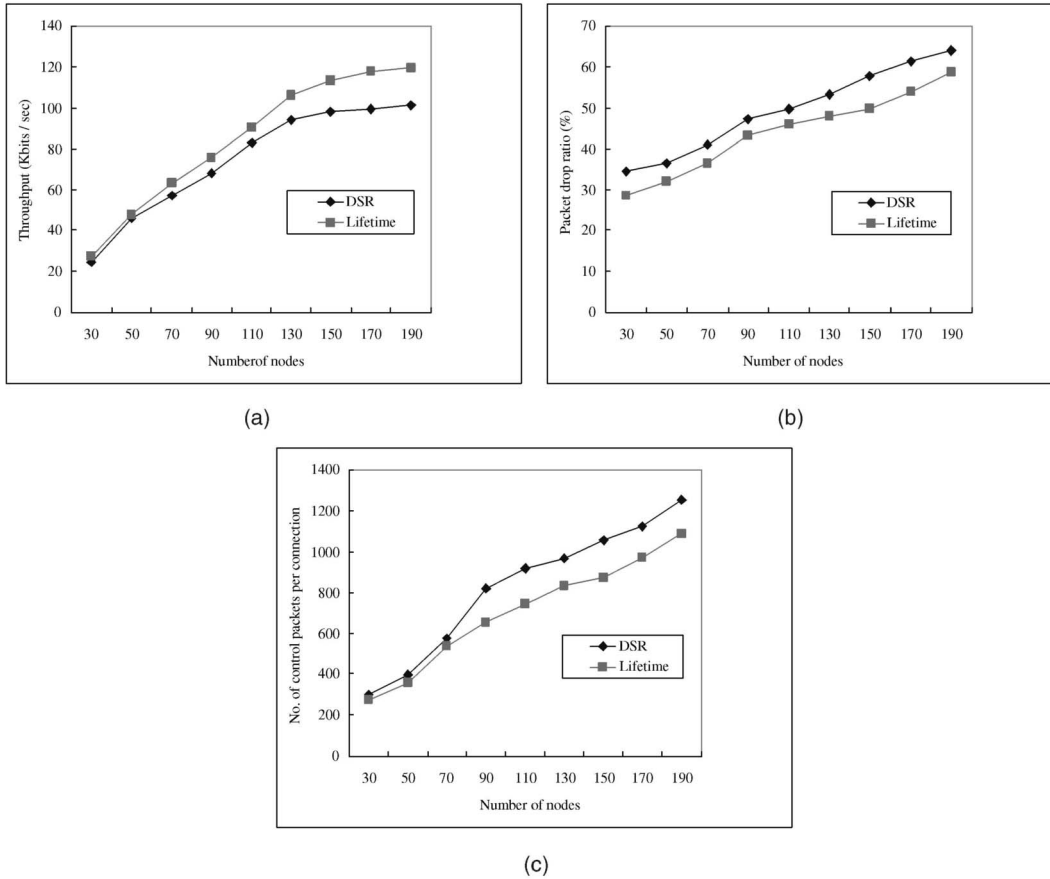 Throughput (Kbits / sec)
140
120
100
80
60
40
20
0
30 50 70 90 110 130 150 170 190
Numberof nodes
DSR
Lifetime
(a)
Packet drop ratio (%)
70
60
50
40
30
20
10
0
30 50 70 90 110 130 150 170 190
Number of nodes
DSR
Lifetime
(b)
No. of control packets per connection
1400
1200
1000
800
600
400
200
0
30 50 70 90 110 130 150 170 190
Number of nodes
DSR
Lifetime
(c)